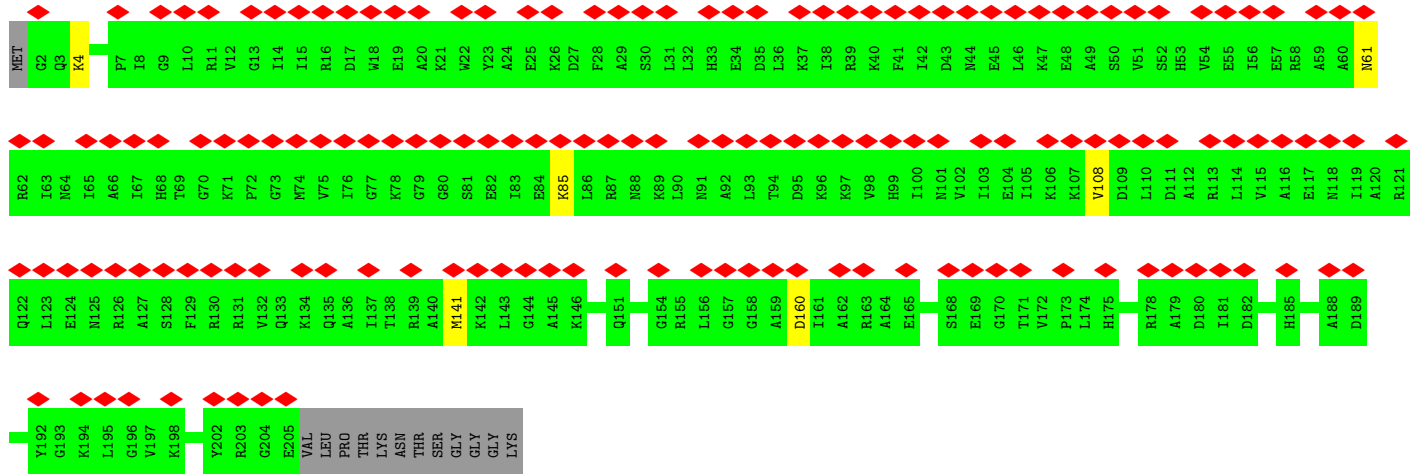 MET G2 Q3 K4 P7 I8 G9 L10 R11 V12 G13 I14 I15 R16 D17 W18 E19 A20 K21 W22 Y23 A24 E25 K26 D27 F28 A29 S30 L31 L32 H33 E34 D35 L36 K37 I38 R39 K40 F41 I42 D43 N44 E45 L46 K47 E48 A49 S50 V51 S52 H53 V54 E55 I56 E57 R58 A59 A60 N61
R62 I63 N64 I65 A66 I67 H68 T69 G70 K71 P72 G73 M74 V75 I76 G77 K78 G79 G80 S81 E82 I83 E84 K85 L86 R87 N88 K89 L90 N91 A92 L93 T94 D95 K96 K97 V98 H99 I100 N101 V102 I103 E104 I105 K106 K107 V108 D109 L110 D111 A112 R113 L114 V115 A116 E117 N118 I119 A120 R121
Q122 L123 E124 N125 R126 A127 S128 F129 R130 R131 V132 Q133 K134 Q135 A136 I137 T138 R139 A140 M141 K142 L143 G144 A145 K146 Q151 G154 R155 L156 G157 G158 A159 D160 I161 A162 R163 A164 E165 S168 E169 G170 T171 V172 P173 L174 H175 R178 A179 D180 I181 D182 H185 A188 D189
Y192 G193 K194 L195 G196 V197 K198 Y202 R203 G204 E205 VAL LEU PRO THR LYS ASN THR SER GLY GLY GLY LYS